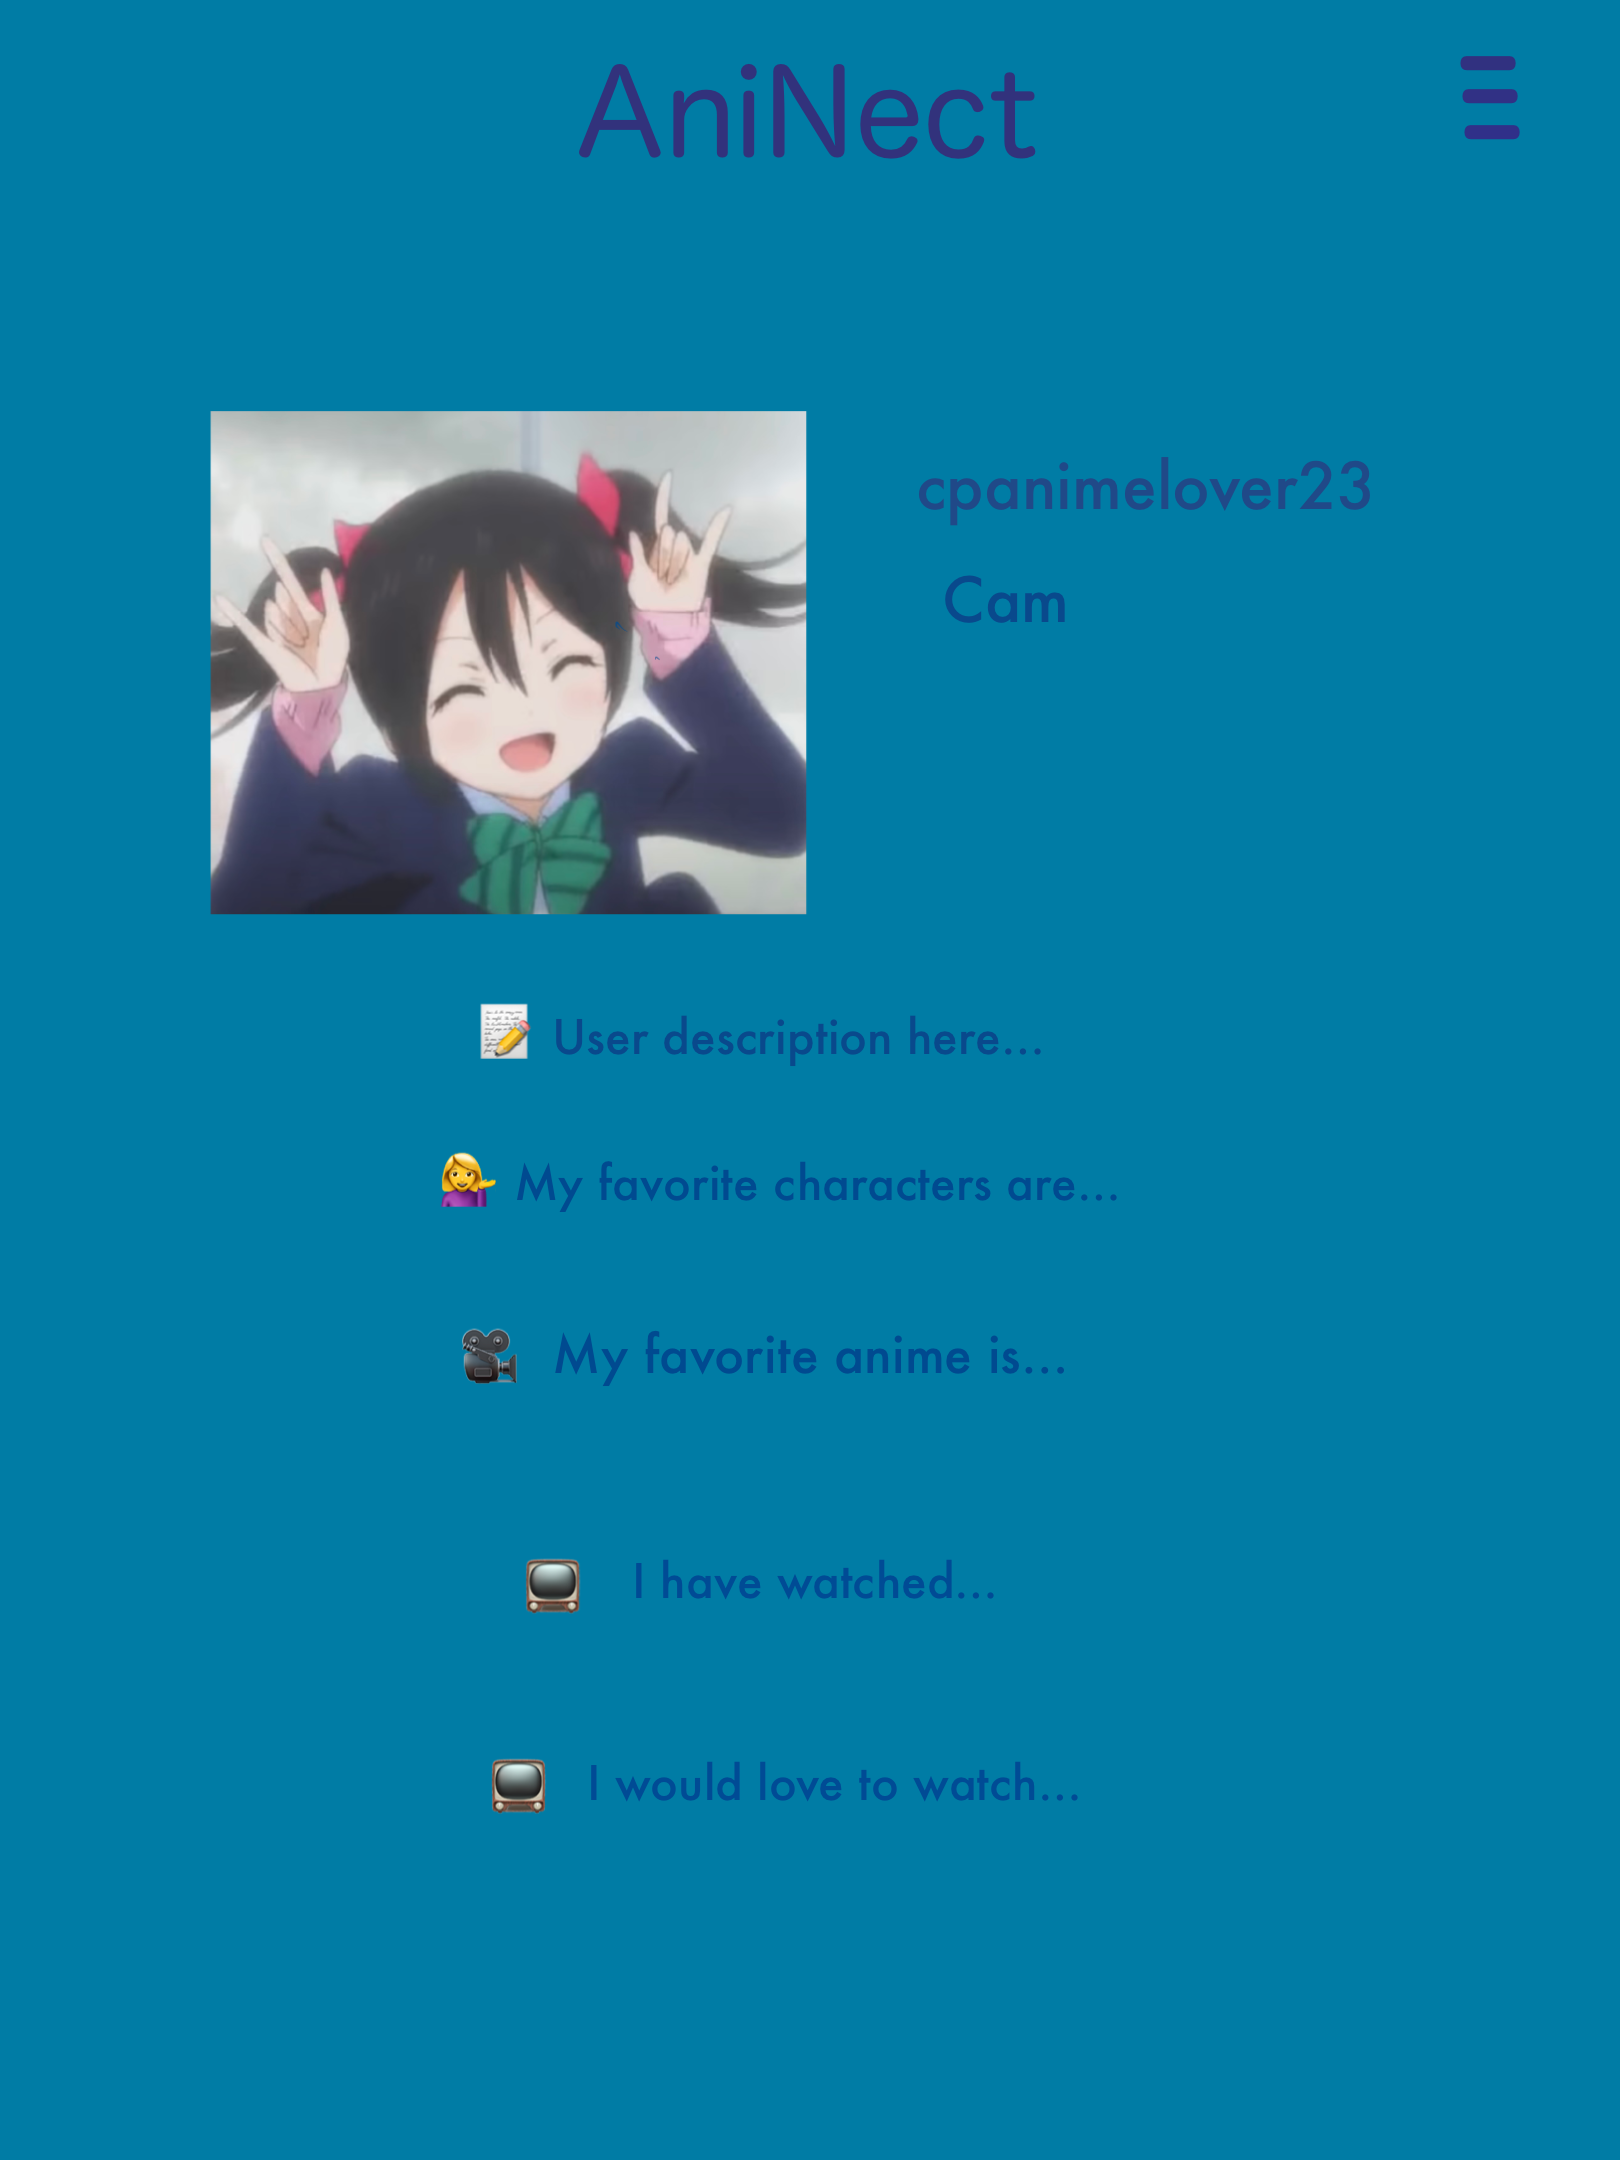 AniNect
cpanimelover23
Cam
User description here...
My favorite characters are...
My favorite anime is...
I have watched...
I would love to watch...